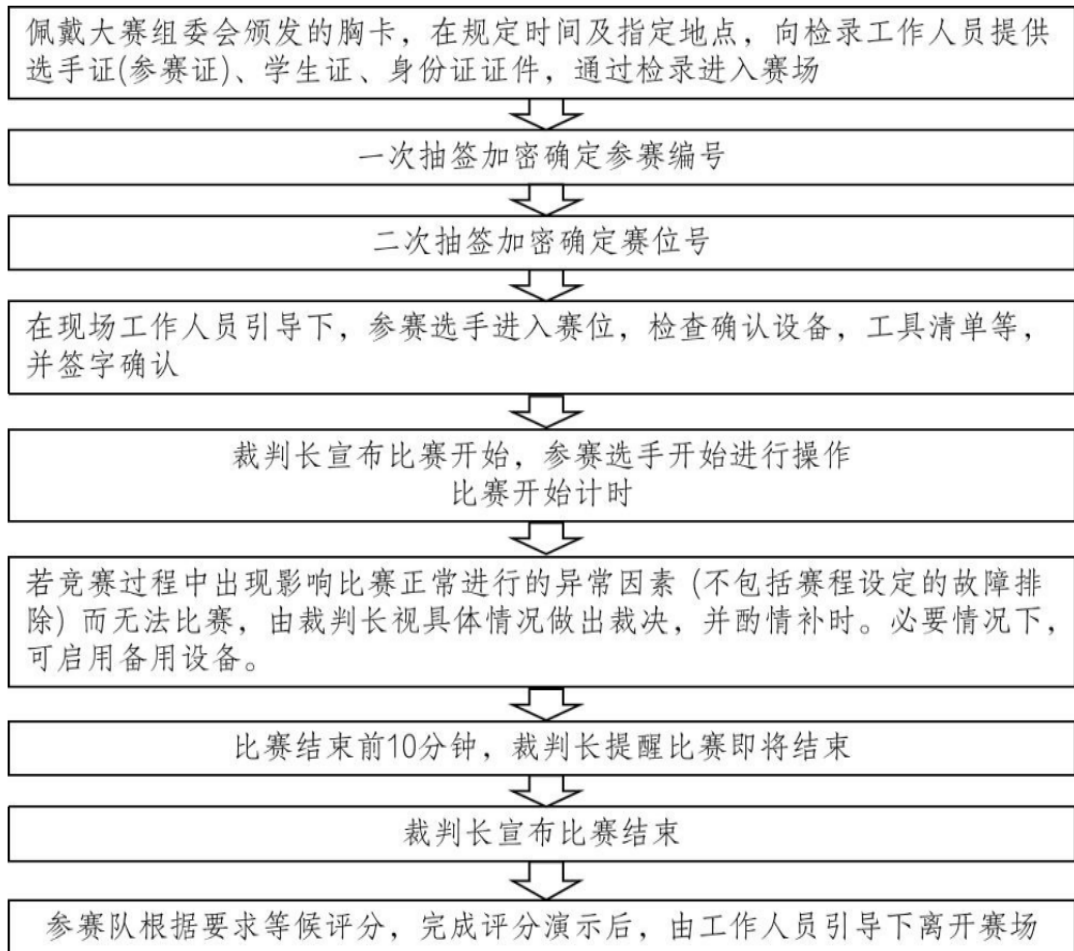 佩戴大赛组委会颁发的胸卡，在规定时间及指定地点，向检录工作人员提供
选手证(参赛证)、学生证、身份证证件，通过检录进入赛场
一次抽签加密确定参赛编号
二次抽签加密确定赛位号
在现场工作人员引导下，参赛选手进入赛位，检查确认设备，工具清单等，
并签字确认
裁判长宣布比赛开始，参赛选手开始进行操作
比赛开始计时
若竞赛过程中出现影响比赛正常进行的异常因素（不包括赛程设定的故障排
除）而无法比赛，由裁判长视具体情况做出裁决，并酌情补时。必要情况下，
可启用备用设备。
比赛结束前10分钟，裁判长提醒比赛即将结束
裁判长宣布比赛结束
参赛队根据要求等候评分，完成评分演示后，由工作人员引导下离开赛场